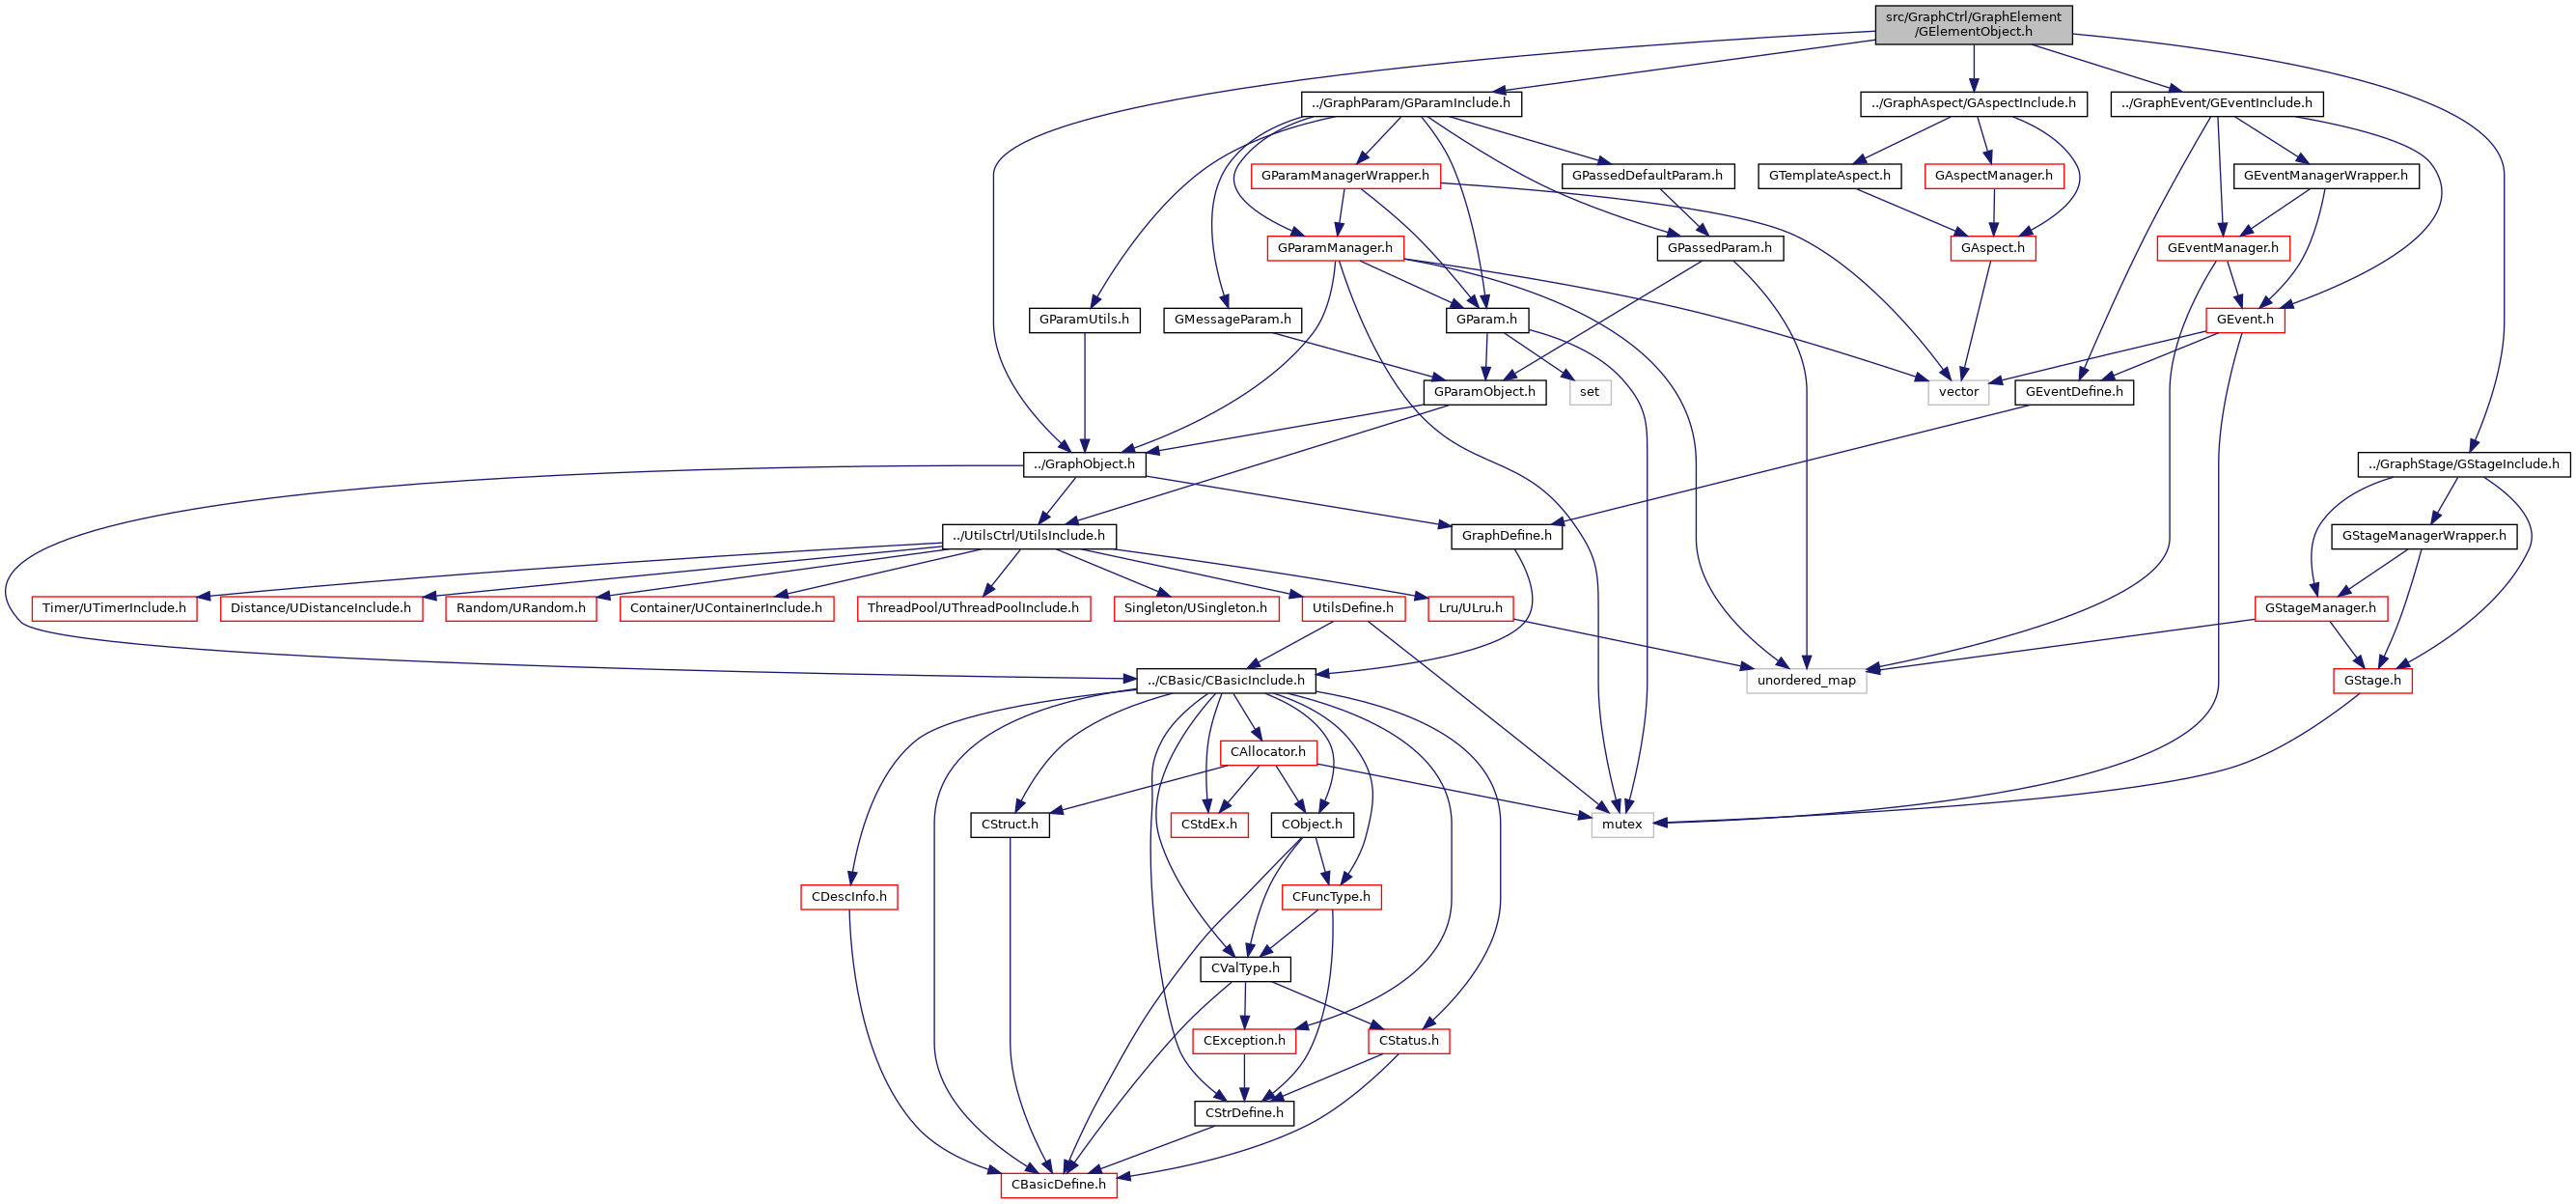 src/GraphCtrl/GraphElement
/GElementObject.h
../GraphParam/GParamInclude.h
../GraphAspect/GAspectInclude.h
../GraphEvent/GEventInclude.h
GParamManagerWrapper.h
GPassedDefaultParam.h
GTemplateAspect.h
GAspectManager.h
GEventManagerWrapper.h
GParamManager.h
GPassedParam.h
GAspect.h
GEventManager.h
GParamUtils.h
GMessageParam.h
GParam.h
GEvent.h
GParamObject.h
set
vector
GEventDefine.h
../GraphObject.h
../GraphStage/GStageInclude.h
../UtilsCtrl/UtilsInclude.h
GraphDefine.h
GStageManagerWrapper.h
Timer/UTimerInclude.h
Distance/UDistanceInclude.h
Random/URandom.h
Container/UContainerInclude.h
ThreadPool/UThreadPoolInclude.h
Singleton/USingleton.h
UtilsDefine.h
Lru/ULru.h
GStageManager.h
../CBasic/CBasicInclude.h
unordered_map
GStage.h
CAllocator.h
CStruct.h
CStdEx.h
CObject.h
mutex
CDescInfo.h
CFuncType.h
CValType.h
CException.h
CStatus.h
CStrDefine.h
CBasicDefine.h